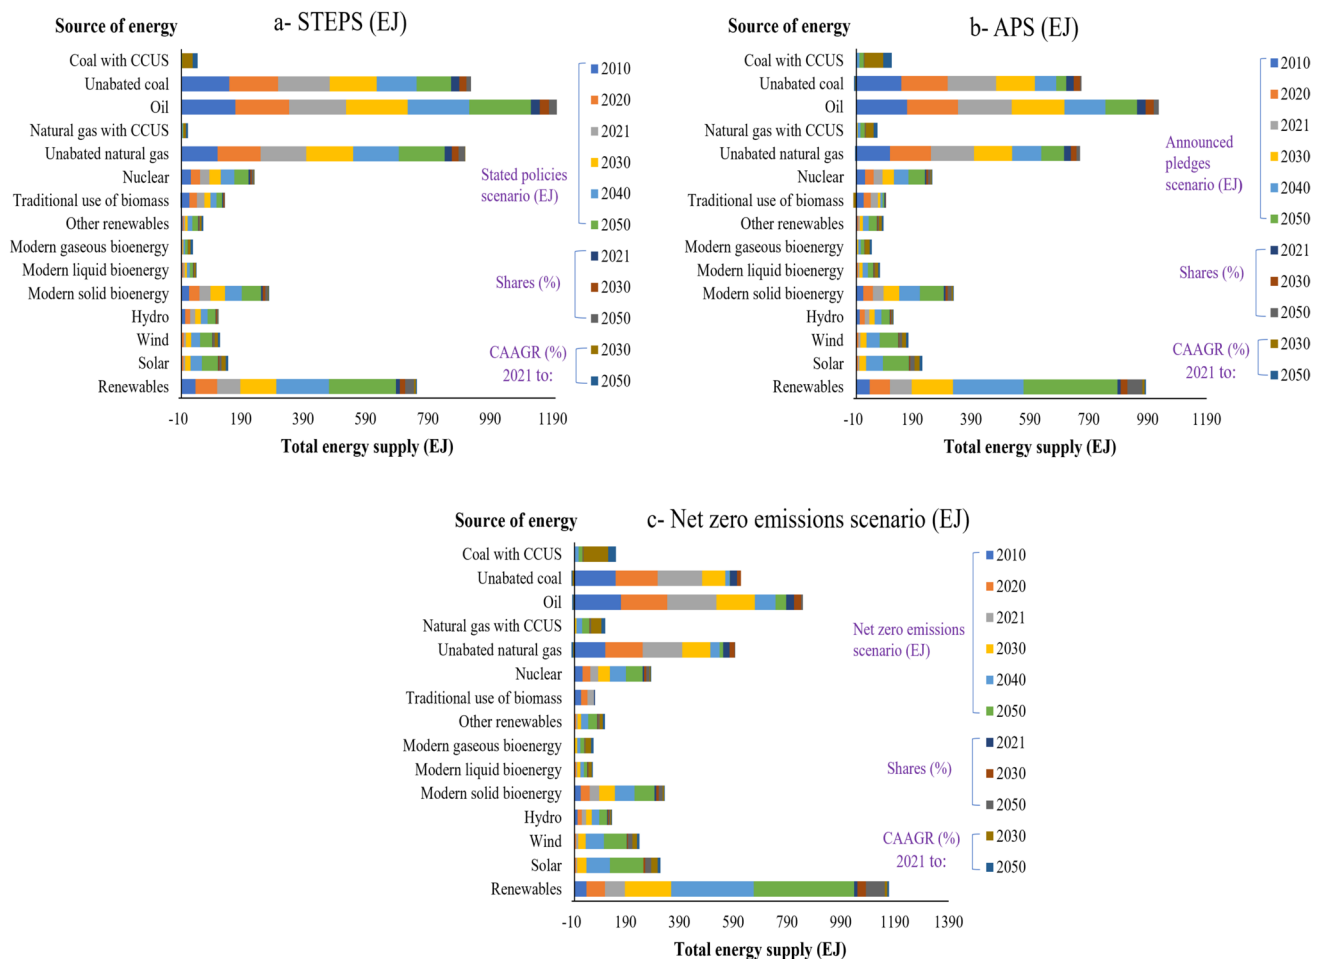 Source of energy
a- STEPS (EJ)
Coal with CCUS
Unabated coal
Oil
Natural gas with CCUS
Unabated natural gas
Nuclear
Traditional use of biomass
Other renewables
Modern gaseous bioenergy
Modern liquid bioenergy
Modern solid bioenergy
Hydro
Wind
Solar
Renewables
-10 190 390 590 790 990 1190
Total energy supply (EJ)
Stated policies
scenario (EJ)
2010
2020
2021
2030
2040
2050
Shares (%)
2021
2030
2050
CAAGR (%)
2021 to:
2030
2050
Source of energy
b- APS (EJ)
Coal with CCUS
Unabated coal
Oil
Natural gas with CCUS
Unabated natural gas
Nuclear
Traditional use of biomass
Other renewables
Modern gaseous bioenergy
Modern liquid bioenergy
Modern solid bioenergy
Hydro
Wind
Solar
Renewables
-10 190 390 590 790 990 1190
Total energy supply (EJ)
Announced
pledges
scenario (EJ)
2010
2020
2021
2030
2040
2050
Shares (%)
2021
2030
2050
CAAGR (%)
2021 to:
2030
2050
Source of energy
c- Net zero emissions scenario (EJ)
Coal with CCUS
Unabated coal
Oil
Natural gas with CCUS
Unabated natural gas
Nuclear
Traditional use of biomass
Other renewables
Modern gaseous bioenergy
Modern liquid bioenergy
Modern solid bioenergy
Hydro
Wind
Solar
Renewables
-10 190 390 590 790 990 1190 1390
Total energy supply (EJ)
Net zero emissions
scenario (EJ)
2010
2020
2021
2030
2040
2050
Shares (%)
2021
2030
2050
CAAGR (%)
2021 to:
2030
2050